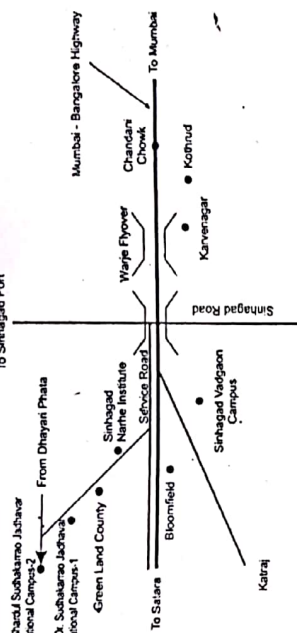 To Sinhagad Fort
Mumbai - Bangalore Highway
Sudhakarrao Jadhavar
Campus-2
From Dhayari Phata
Dr. Sudhakarrao Jadhavar
Campus-1
Green Land County
Sinhagad
Narhe Institute
Service Road
Warje Flyover
Chandani
Chowk
To Satara
To Mumbai
Bloomfield
Sinhagad Vadgaon
Campus
Sinhagad Road
Karvenagar
Kothrud
Katraj